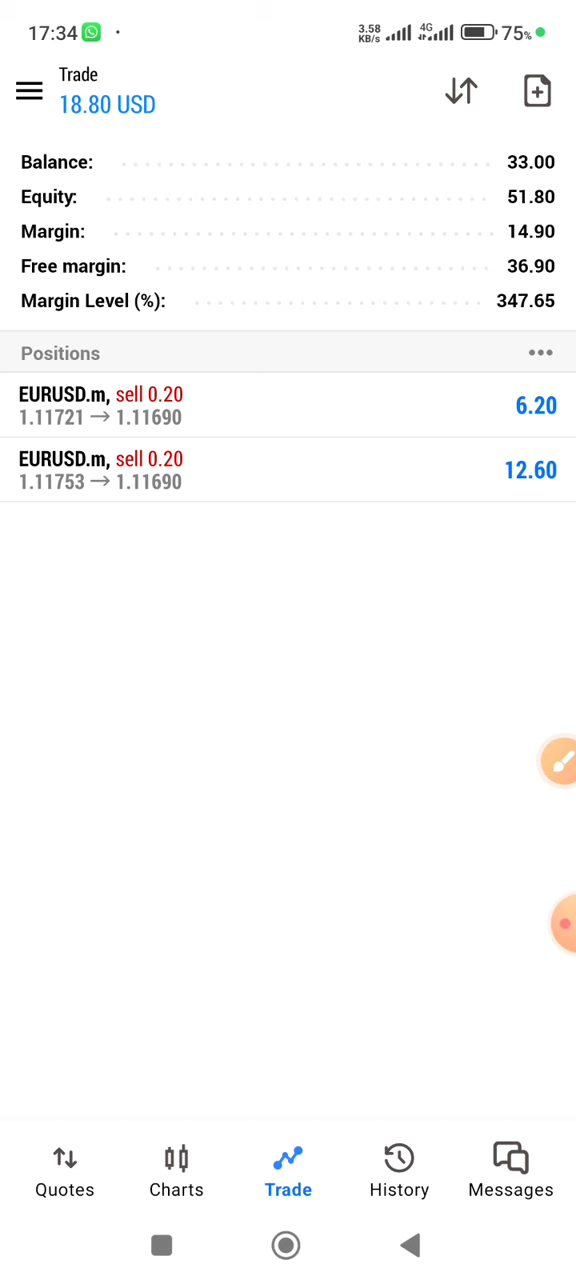 17:34
3.58 KB/s 4G 75%
Trade
18.80 USD
Balance: 33.00
Equity: 51.80
Margin: 14.90
Free margin: 36.90
Margin Level (%): 347.65
Positions
EURUSD.m, sell 0.20
1.11721 → 1.11690 6.20
EURUSD.m, sell 0.20
1.11753 → 1.11690 12.60
Quotes Charts Trade History Messages